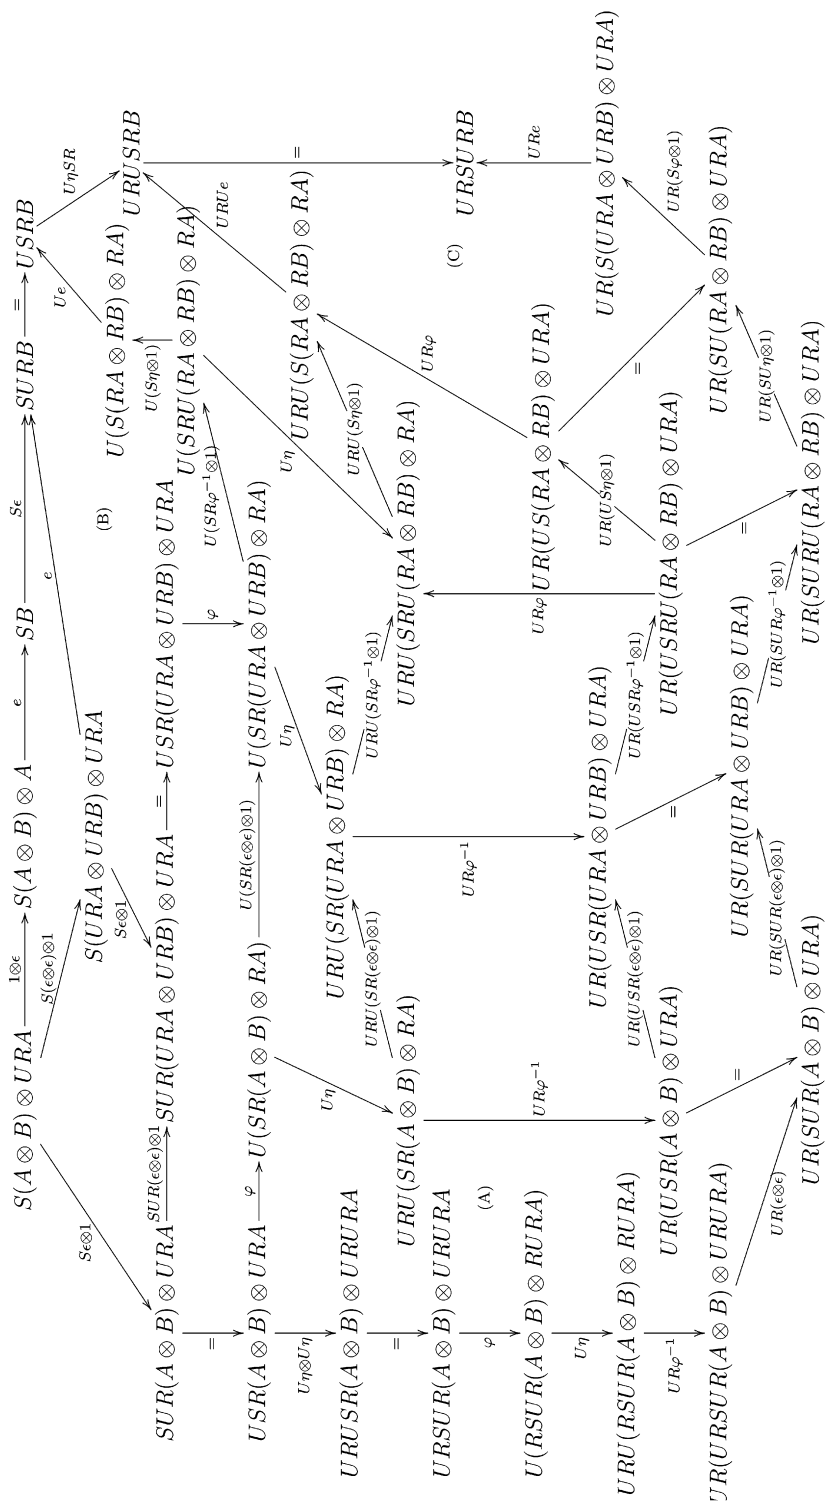 1⊗ϵ e Sϵ =
S(A ⊗ B) ⊗ URA S(A ⊗ B) ⊗ A SB SURB USRB
S(ϵ⊗ϵ)⊗1 e Ue UηSR
Sϵ⊗1 S(URA ⊗ URB) ⊗ URA (B) U(S(RA ⊗ RB) ⊗ RA) URUSRB
Sϵ⊗1 U(Sη⊗1)
SUR(ϵ⊗ϵ)⊗1 =
SUR(A ⊗ B) ⊗ URA SUR(URA ⊗ URB) ⊗ URA USR(URA ⊗ URB) ⊗ URA U(SRU(RA ⊗ RB) ⊗ RA)
= φ U(SRφ⁻¹⊗1) URUe
φ U(SR(ϵ⊗ϵ)⊗1)
USR(A ⊗ B) ⊗ URA U(SR(A ⊗ B) ⊗ RA) U(SR(URA ⊗ URB) ⊗ RA) URU(S(RA ⊗ RB) ⊗ RA)
Uη⊗Uη Uη Uη Uη =
URUSR(A ⊗ B) ⊗ URURA URU(SR(URA ⊗ URB) ⊗ RA)
= URU(SR(ϵ⊗ϵ)⊗1) URU(SRφ⁻¹⊗1) URU(Sη⊗1)
URU(SR(A ⊗ B) ⊗ RA) URU(SRU(RA ⊗ RB) ⊗ RA)
URSUR(A ⊗ B) ⊗ URURA URφ (C) URSURB
φ (A) URφ⁻¹ URφ⁻¹ URφ URe
U(RSUR(A ⊗ B) ⊗ RURA) UR(US(RA ⊗ RB) ⊗ URA)
Uη UR(USR(URA ⊗ URB) ⊗ URA) UR(S(URA ⊗ URB) ⊗ URA)
UR(USR(ϵ⊗ϵ)⊗1) UR(USRφ⁻¹⊗1) UR(USη⊗1) =
URU(RSUR(A ⊗ B) ⊗ RURA) UR(USR(A ⊗ B) ⊗ URA) UR(USRU(RA ⊗ RB) ⊗ URA)
URφ⁻¹ = = = UR(Sφ⊗1)
UR(URSUR(A ⊗ B) ⊗ URURA) UR(SUR(URA ⊗ URB) ⊗ URA) UR(SU(RA ⊗ RB) ⊗ URA)
UR(ϵ⊗ϵ) UR(SUR(ϵ⊗ϵ)⊗1) UR(SURφ⁻¹⊗1) UR(SUη⊗1)
UR(SUR(A ⊗ B) ⊗ URA) UR(SURU(RA ⊗ RB) ⊗ URA)